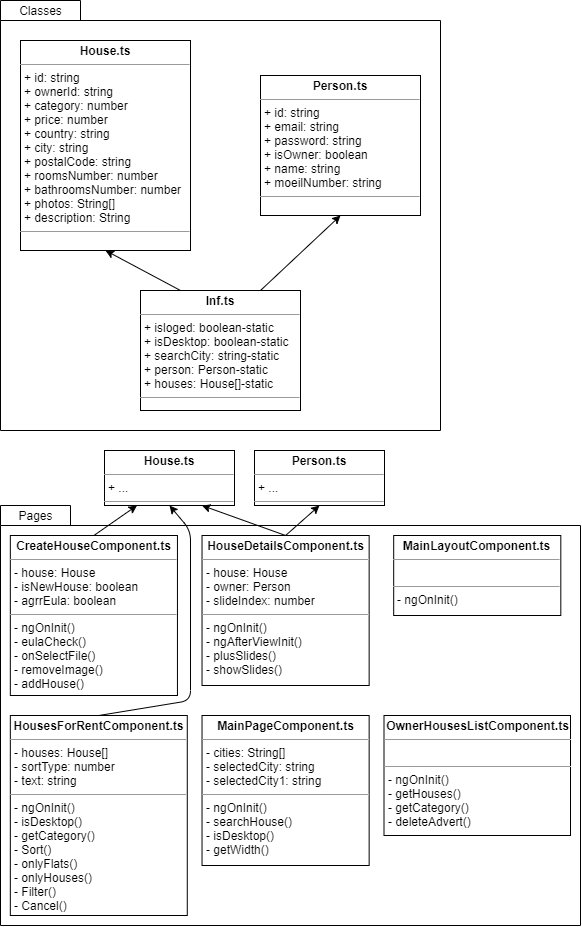 Classes
House.ts
+ id: string
+ ownerId: string
+ category: number
+ price: number
+ country: string
+ city: string
+ postalCode: string
+ roomsNumber: number
+ bathroomsNumber: number
+ photos: String[]
+ description: String
Person.ts
+ id: string
+ email: string
+ password: string
+ isOwner: boolean
+ name: string
+ moeilNumber: string
Inf.ts
+ isloged: boolean-static
+ isDesktop: boolean-static
+ searchCity: string-static
+ person: Person-static
+ houses: House[]-static
House.ts
+ ...
Person.ts
+ ...
Pages
CreateHouseComponent.ts
- house: House
- isNewHouse: boolean
- agrrEula: boolean
- ngOnInit()
- eulaCheck()
- onSelectFile()
- removeImage()
- addHouse()
HouseDetailsComponent.ts
- house: House
- owner: Person
- slideIndex: number
- ngOnInit()
- ngAfterViewInit()
- plusSlides()
- showSlides()
MainLayoutComponent.ts
- ngOnInit()
HousesForRentComponent.ts
- houses: House[]
- sortType: number
- text: string
- ngOnInit()
- isDesktop()
- getCategory()
- Sort()
- onlyFlats()
- onlyHouses()
- Filter()
- Cancel()
MainPageComponent.ts
- cities: String[]
- selectedCity: string
- selectedCity1: string
- ngOnInit()
- searchHouse()
- isDesktop()
- getWidth()
OwnerHousesListComponent.ts
- ngOnInit()
- getHouses()
- getCategory()
- deleteAdvert()